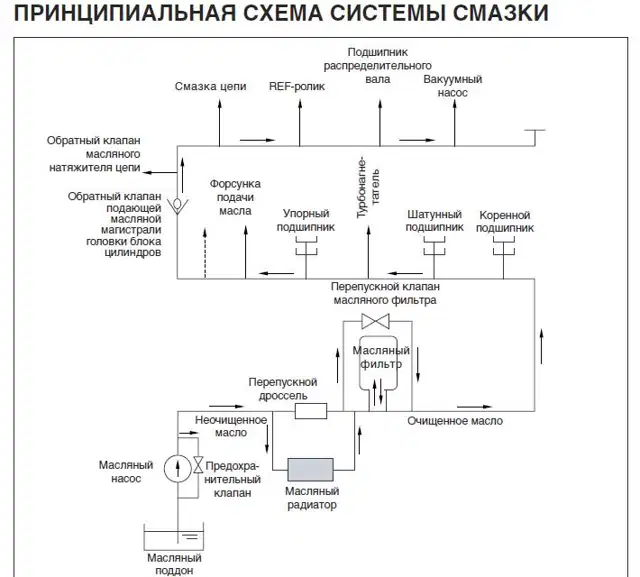 ПРИНЦИПИАЛЬНАЯ СХЕМА СИСТЕМЫ СМАЗКИ
Смазка цепи
REF-ролик
Подшипник
распределительного
вала
Вакуумный
насос
Обратный клапан
масляного
натяжителя цепи
Обратный клапан
подающей
масляной
магистрали
головки блока
цилиндров
Форсунка
подачи
масла
Упорный
подшипник
Турбонагне-
татель
Шатунный
подшипник
Коренной
подшипник
Перепускной клапан
масляного фильтра
Масляный
фильтр
Перепускной
дроссель
Неочищенное
масло
Очищенное масло
Масляный
насос
Предохра-
нительный
клапан
Масляный
радиатор
Масляный
поддон